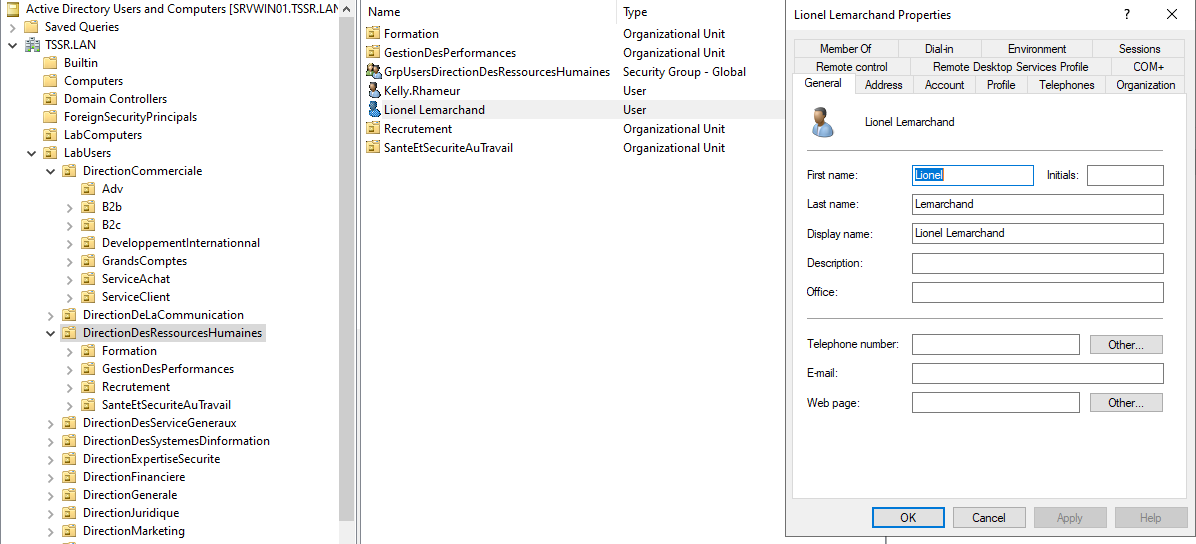 Active Directory Users and Computers [SRVWIN01.TSSR.LAN
Saved Queries
TSSR.LAN
Builtin
Computers
Domain Controllers
ForeignSecurityPrincipals
LabComputers
LabUsers
DirectionCommerciale
Adv
B2b
B2c
DeveloppementInternationnal
GrandsComptes
ServiceAchat
ServiceClient
DirectionDeLaCommunication
DirectionDesRessourcesHumaines
Formation
GestionDesPerformances
Recrutement
SanteEtSecuriteAuTravail
DirectionDesServiceGeneraux
DirectionDesSystemesDinformation
DirectionExpertiseSecurite
DirectionFinanciere
DirectionGenerale
DirectionJuridique
DirectionMarketing
Name Type
Formation Organizational Unit
GestionDesPerformances Organizational Unit
GrpUsersDirectionDesRessourcesHumaines Security Group - Global
Kelly.Rhameur User
Lionel Lemarchand User
Recrutement Organizational Unit
SanteEtSecuriteAuTravail Organizational Unit
Lionel Lemarchand Properties ?
Member Of Dial-in Environment Sessions
Remote control Remote Desktop Services Profile COM+
General Address Account Profile Telephones Organization
Lionel Lemarchand
First name: Lionel Initials:
Last name: Lemarchand
Display name: Lionel Lemarchand
Description:
Office:
Telephone number: Other...
E-mail:
Web page: Other...
OK Cancel Apply Help